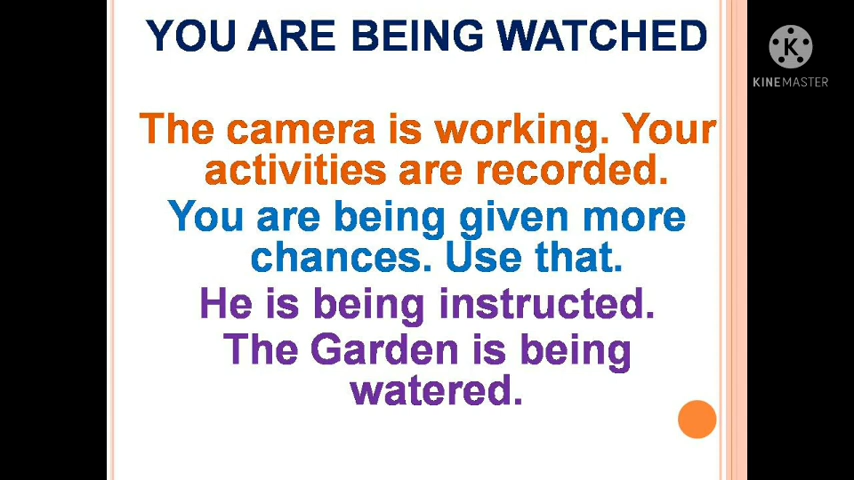 YOU ARE BEING WATCHED
K
KINEMASTER
The camera is working. Your
activities are recorded.
You are being given more
chances. Use that.
He is being instructed.
The Garden is being
watered.